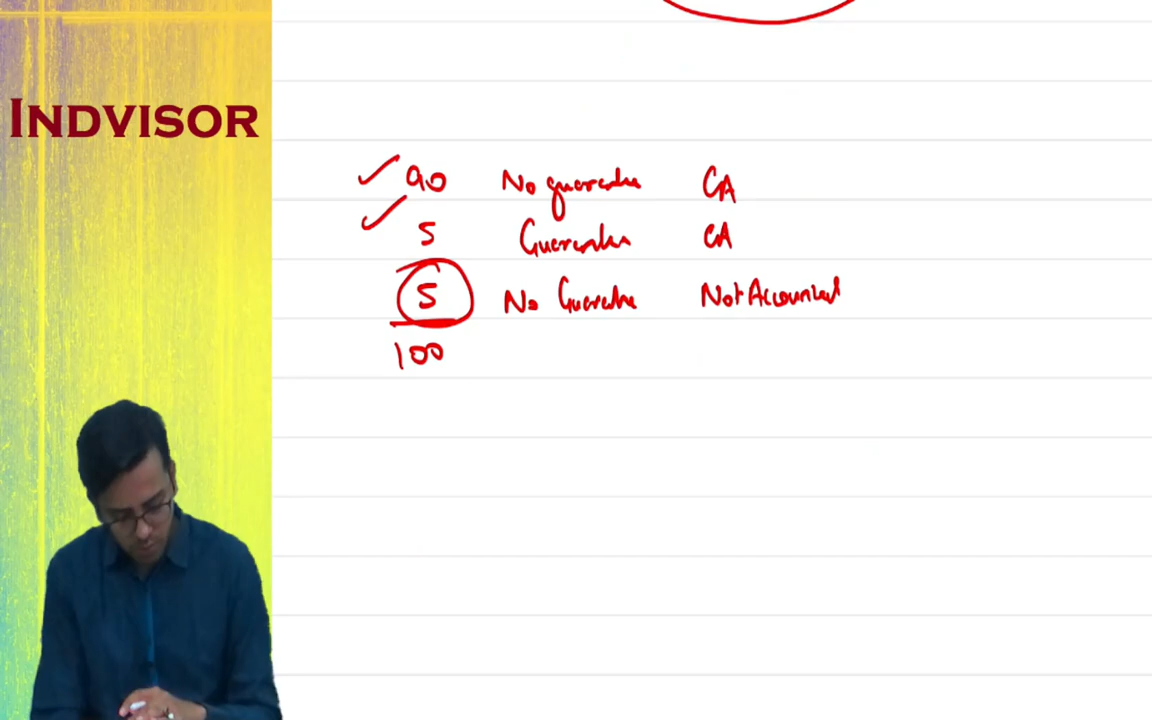 INDVISOR
90 No guarantee CA
5 Guarantee CA
5 No Guarantee Not Accounted
100